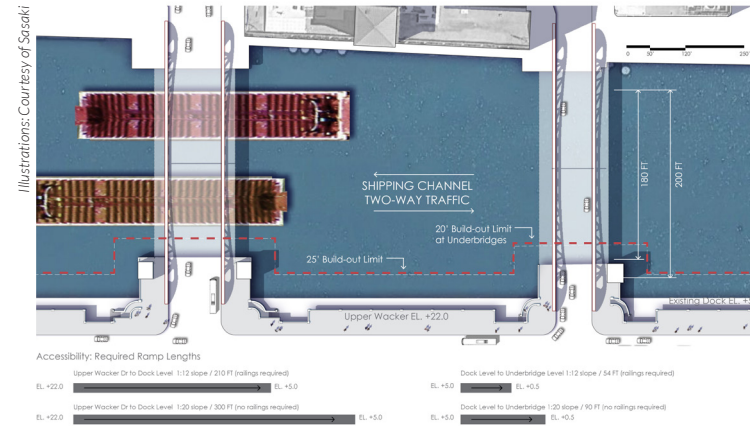 Illustrations: Courtesy of Sasaki
0 50' 120' 250'
SHIPPING CHANNEL
TWO-WAY TRAFFIC
180 FT
200 FT
20' Build-out Limit
at Underbridges
25' Build-out Limit
Existing Dock EL. +
Upper Wacker EL. +22.0
Accessibility: Required Ramp Lengths
Upper Wacker Dr to Dock Level 1:12 slope / 210 FT (railings required)
EL. +22.0 EL. +5.0
Upper Wacker Dr to Dock Level 1:20 slope / 300 FT (no railings required)
EL. +22.0 EL. +5.0
Dock Level to Underbridge Level 1:12 slope / 54 FT (railings required)
EL. +5.0 EL. +0.5
Dock Level to Underbridge 1:20 slope / 90 FT (no railings required)
EL. +5.0 EL. +0.5